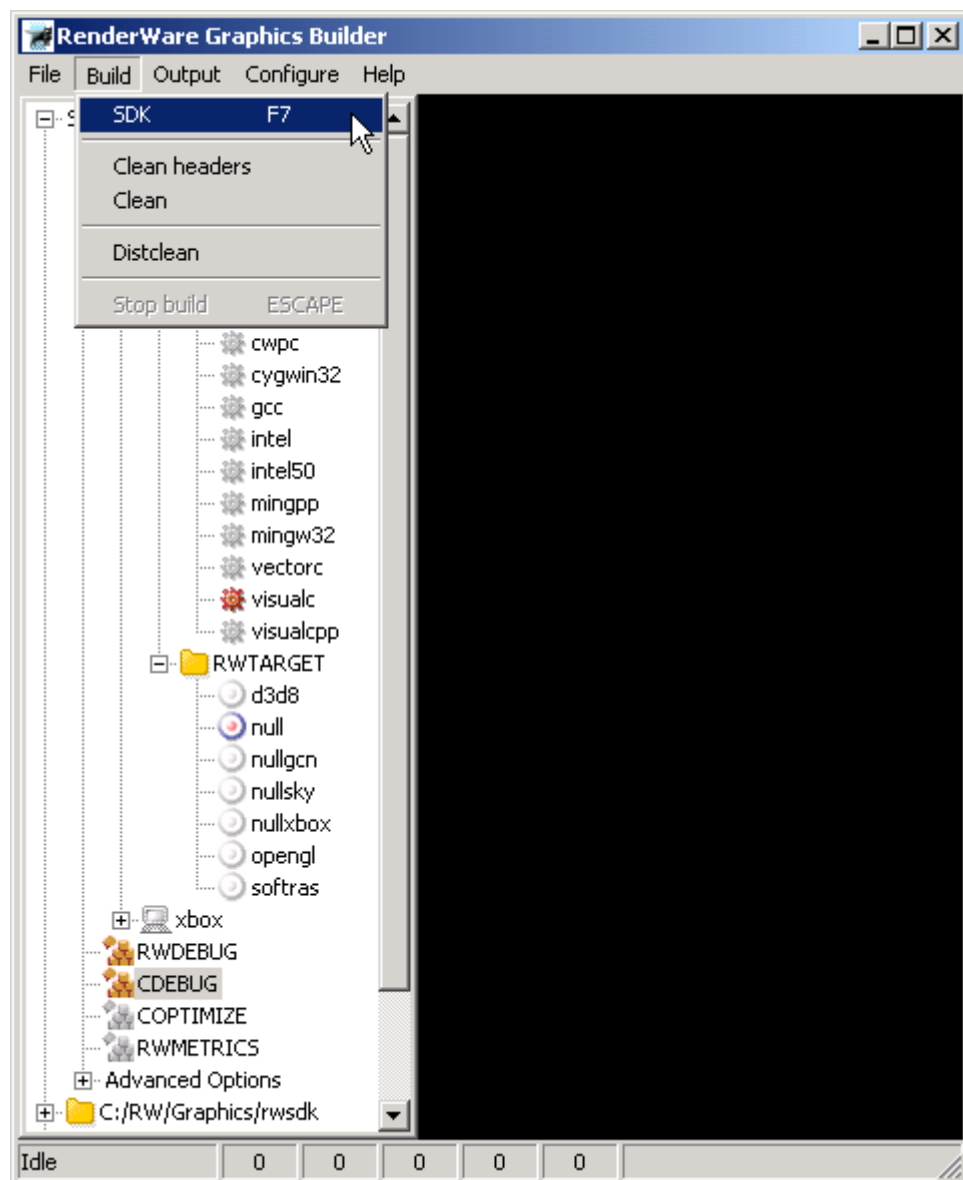 RenderWare Graphics Builder
File Build Output Configure Help
SDK F7
Clean headers
Clean
Distclean
Stop build ESCAPE
cwpc
cygwin32
gcc
intel
intel50
mingpp
mingw32
vectorc
visualc
visualcpp
RWTARGET
d3d8
null
nullgcn
nullsky
nullxbox
opengl
softras
xbox
RWDEBUG
CDEBUG
COPTIMIZE
RWMETRICS
Advanced Options
C:/RW/Graphics/rwsdk
Idle 0 0 0 0 0